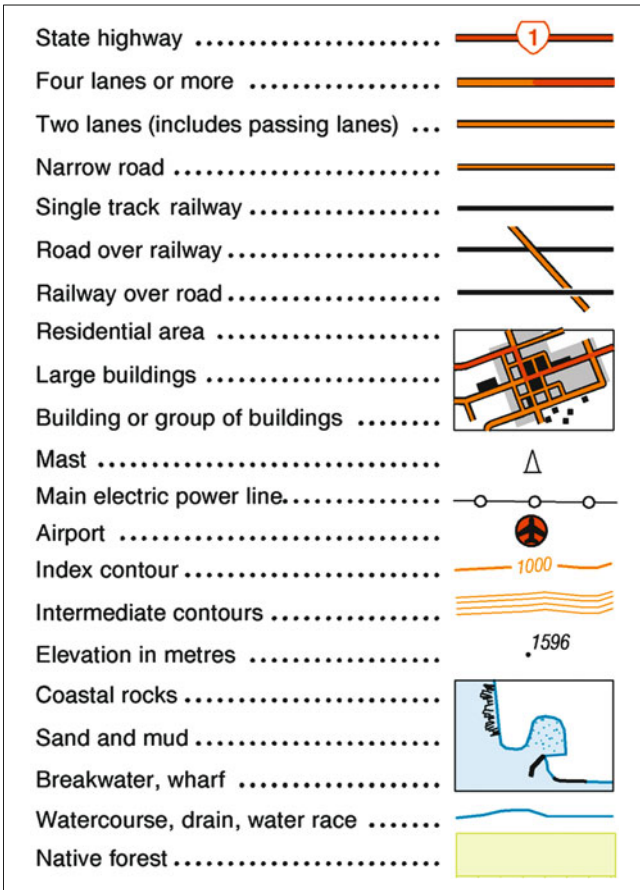 State highway ........................ 1
Four lanes or more ....................
Two lanes (includes passing lanes) ...
Narrow road ..........................
Single track railway ....................
Road over railway ......................
Railway over road ......................
Residential area .......................
Large buildings ........................
Building or group of buildings ........
Mast ..................................
Main electric power line ...............
Airport ................................
Index contour ......................... 1000
Intermediate contours .................
Elevation in metres .................... 1596
Coastal rocks .........................
Sand and mud ........................
Breakwater, wharf .....................
Watercourse, drain, water race .......
Native forest ..........................